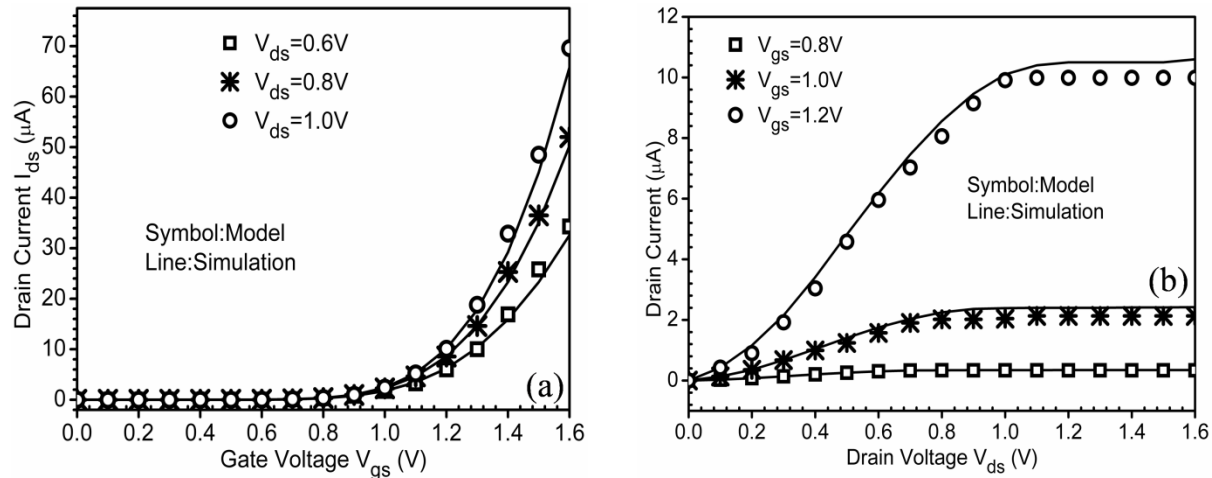 Drain Current I_ds (μA)
70
60
50
40
30
20
10
0
V_ds=0.6V
V_ds=0.8V
V_ds=1.0V
Symbol:Model
Line:Simulation
(a)
0.0 0.2 0.4 0.6 0.8 1.0 1.2 1.4 1.6
Gate Voltage V_gs (V)
Drain Current (μA)
12
10
8
6
4
2
0
-1
V_gs=0.8V
V_gs=1.0V
V_gs=1.2V
Symbol:Model
Line:Simulation
(b)
0.0 0.2 0.4 0.6 0.8 1.0 1.2 1.4 1.6
Drain Voltage V_ds (V)